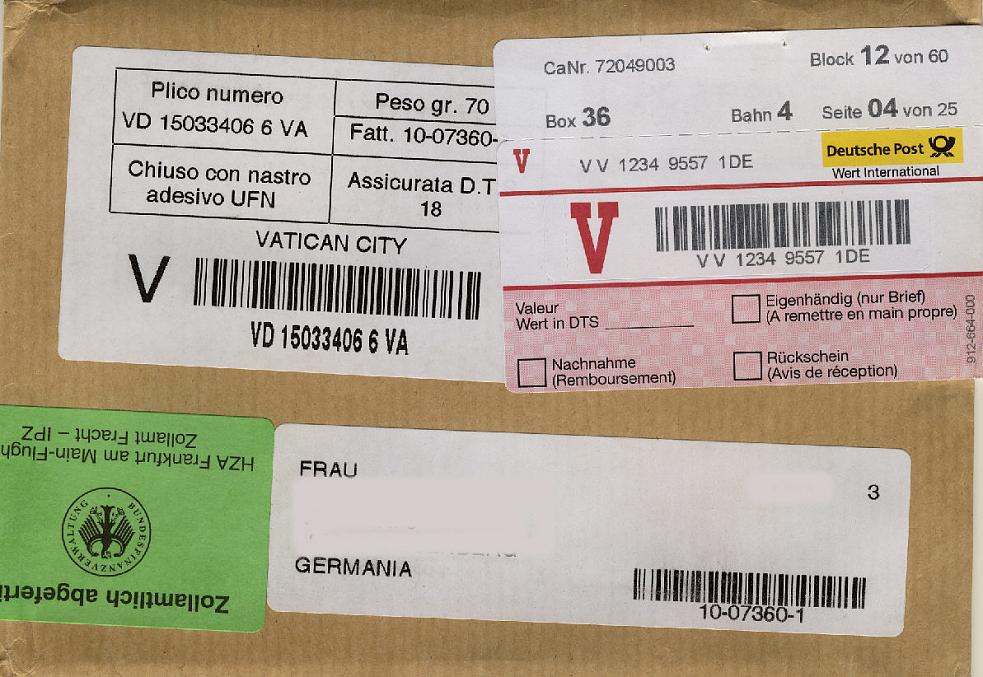 Plico numero
VD 15033406 6 VA
Peso gr. 70
Fatt. 10-07360-
Chiuso con nastro
adesivo UFN
Assicurata D.T
18
VATICAN CITY
V
VD 15033406 6 VA
CaNr. 72049003
Block 12 von 60
Box 36
Bahn 4
Seite 04 von 25
V
V V 1234 9557 1DE
Deutsche Post
Wert International
V
V V 1234 9557 1DE
Valeur
Wert in DTS
Eigenhändig (nur Brief)
(A remettre en main propre)
Nachnahme
(Remboursement)
Rückschein
(Avis de réception)
912-664-000
Zollamtlich abgeferti
BUNDESFINANZVERWALTUNG
HZA Frankfurt am Main-Flugh
Zollamt Fracht – IPZ
FRAU
3
GERMANIA
10-07360-1